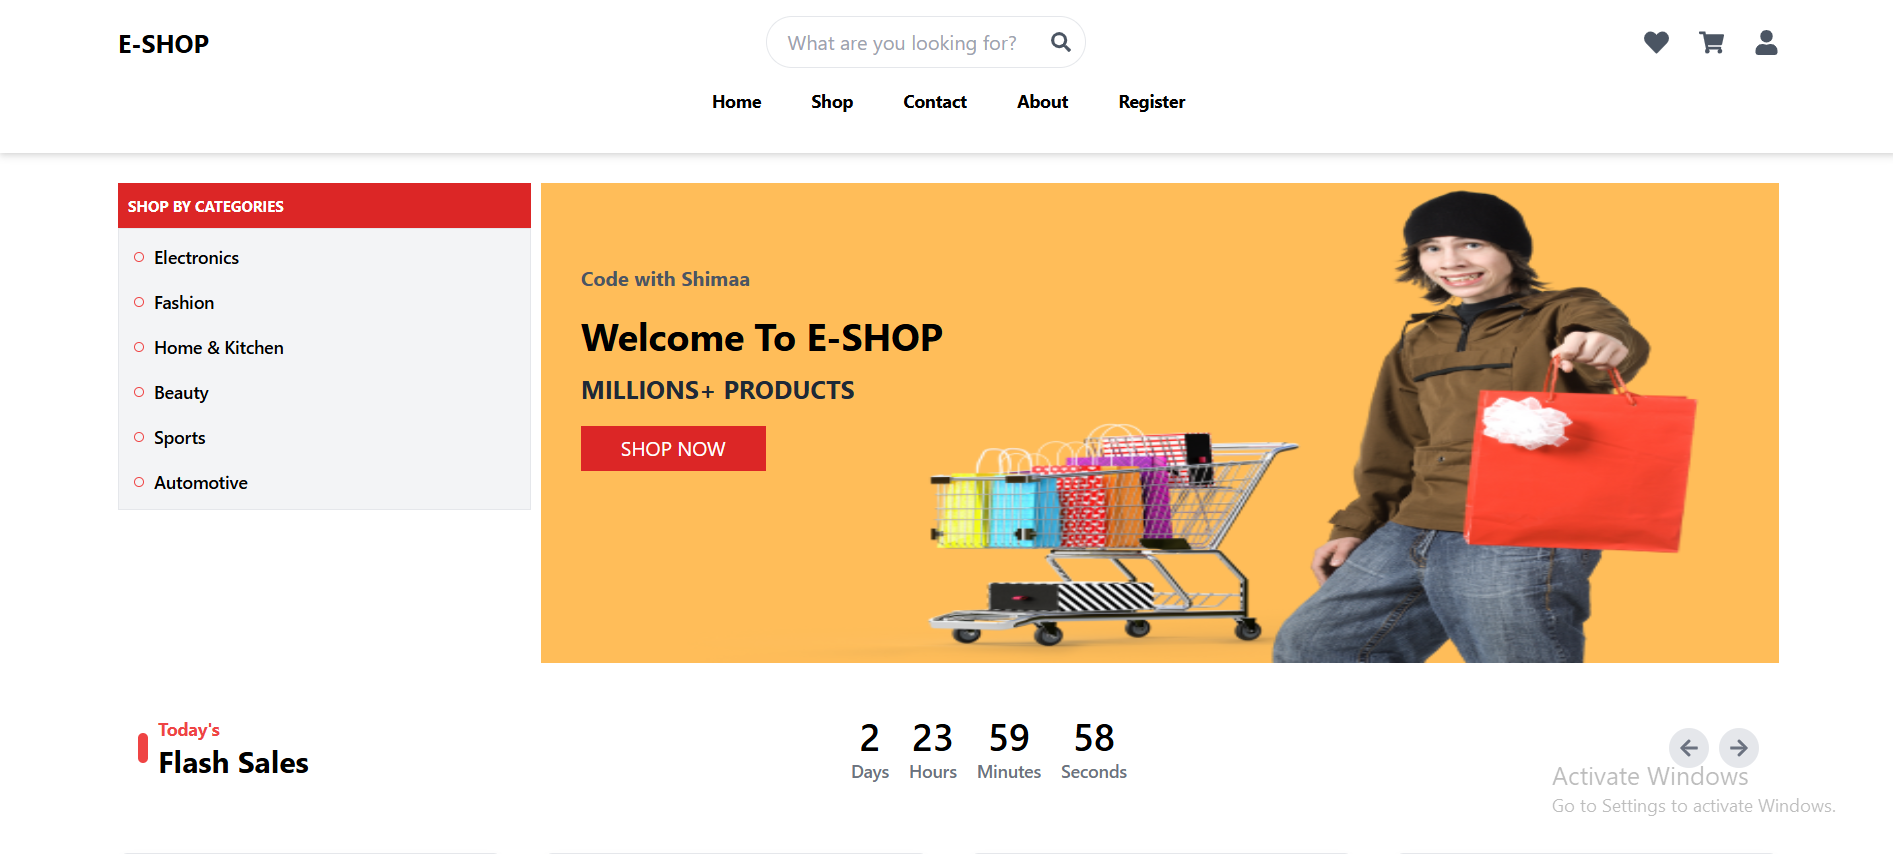 E-SHOP
What are you looking for?
Home Shop Contact About Register
SHOP BY CATEGORIES
Electronics
Fashion
Home & Kitchen
Beauty
Sports
Automotive
Code with Shimaa
Welcome To E-SHOP
MILLIONS+ PRODUCTS
SHOP NOW
Today's
Flash Sales
2 23 59 58
Days Hours Minutes Seconds
Activate Windows
Go to Settings to activate Windows.